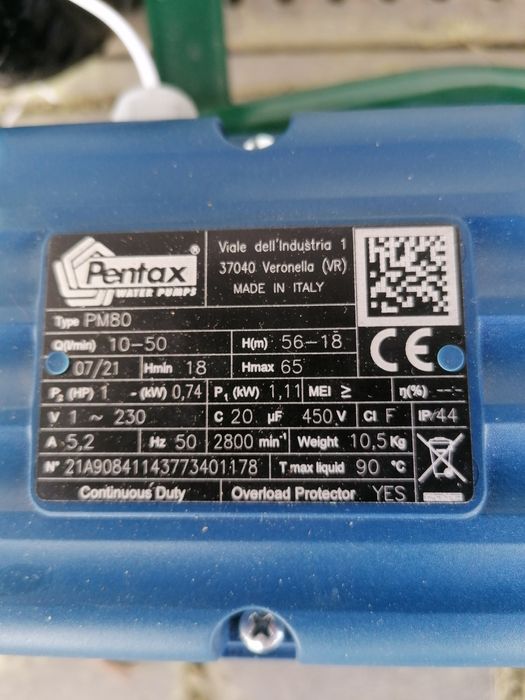 Pentax®
WATER PUMPS
Viale dell'Industria 1
37040 Veronella (VR)
MADE IN ITALY
Type PM80
Q(l/min) 10-50 H(m) 56-18
07/21 Hmin 18 Hmax 65
P2 (HP) 1 -(kW) 0,74 P1 (kW) 1,11 MEI ≥ η(%) ---
V 1 ~ 230 C 20 µF 450 V Cl F IP 44
A 5,2 Hz 50 2800 min⁻¹ Weight 10,5 Kg
N° 21A90841143773401178 T max liquid 90 °C
Continuous Duty Overload Protector YES
CE